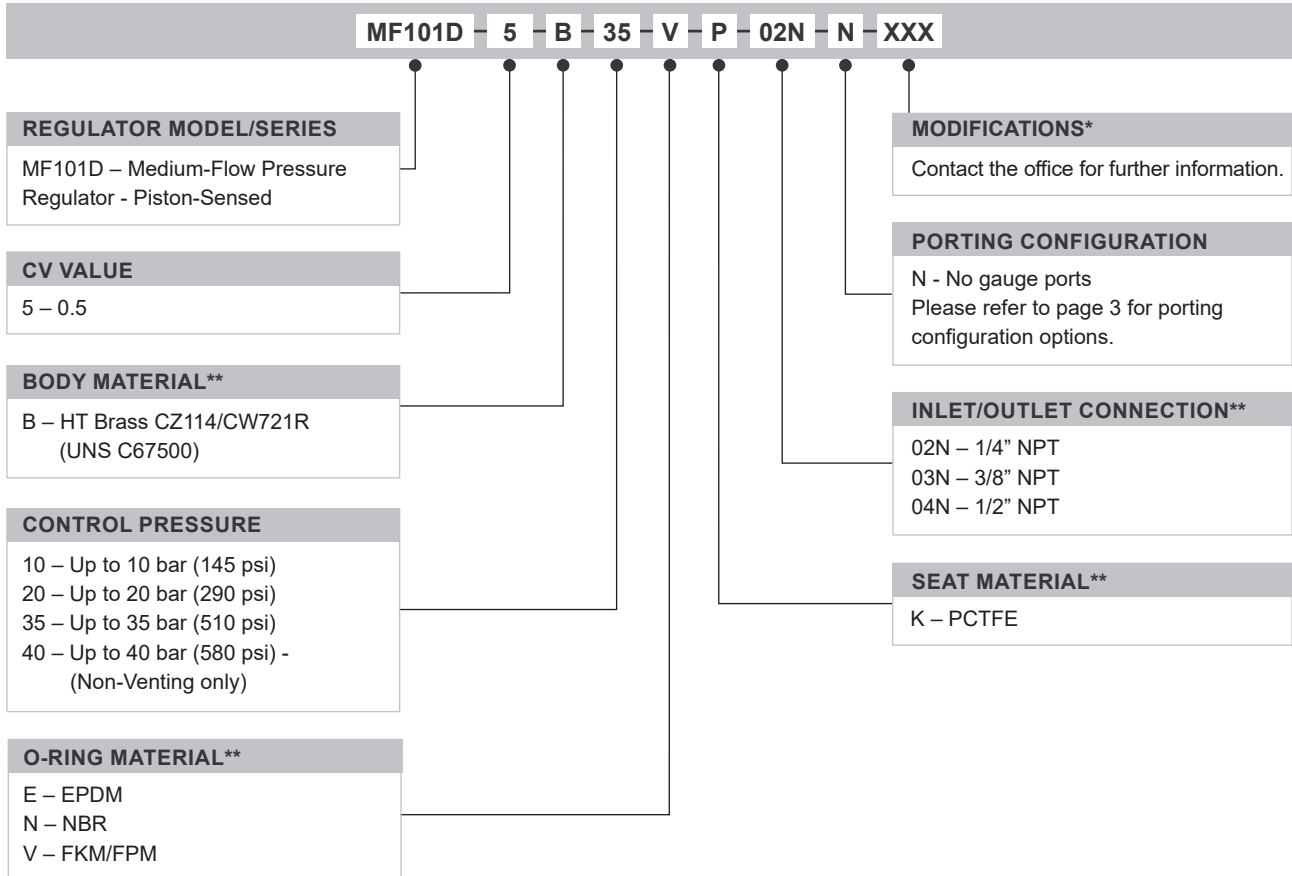 MF101D - 5 - B - 35 - V - P - 02N - N - XXX
REGULATOR MODEL/SERIES
MF101D – Medium-Flow Pressure
Regulator - Piston-Sensed
CV VALUE
5 – 0.5
BODY MATERIAL**
B – HT Brass CZ114/CW721R
(UNS C67500)
CONTROL PRESSURE
10 – Up to 10 bar (145 psi)
20 – Up to 20 bar (290 psi)
35 – Up to 35 bar (510 psi)
40 – Up to 40 bar (580 psi) -
(Non-Venting only)
O-RING MATERIAL**
E – EPDM
N – NBR
V – FKM/FPM
MODIFICATIONS*
Contact the office for further information.
PORTING CONFIGURATION
N - No gauge ports
Please refer to page 3 for porting
configuration options.
INLET/OUTLET CONNECTION**
02N – 1/4” NPT
03N – 3/8” NPT
04N – 1/2” NPT
SEAT MATERIAL**
K – PCTFE